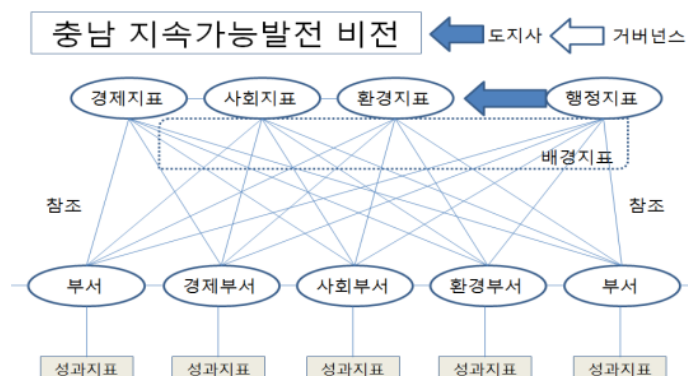 충남 지속가능발전 비전 도지사 거버넌스
경제지표 사회지표 환경지표 행정지표
배경지표
참조 참조
부서 경제부서 사회부서 환경부서 부서
성과지표 성과지표 성과지표 성과지표 성과지표